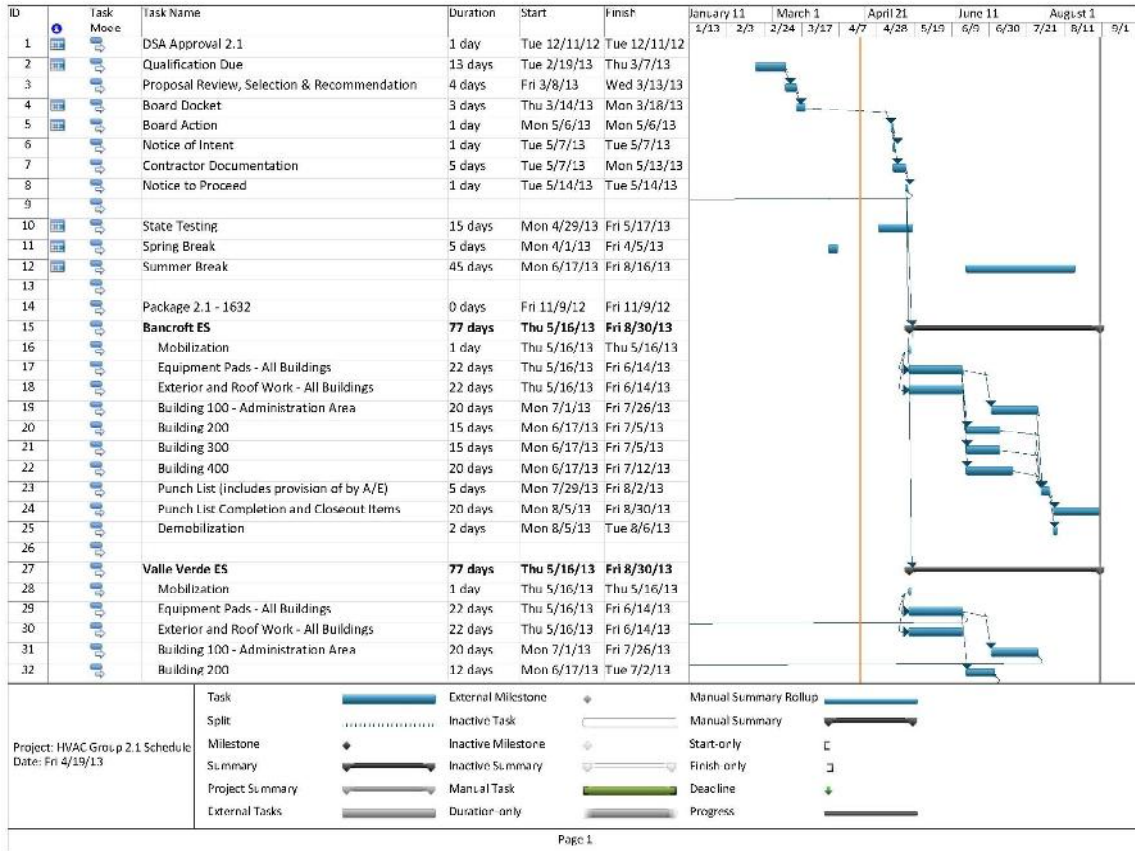 ID Task Mode Task Name Duration Start Finish January 11 March 1 April 21 June 11 August 1
1/13 2/3 2/24 3/17 4/7 4/28 5/19 6/9 6/30 7/21 8/11 9/1
1 DSA Approval 2.1 1 day Tue 12/11/12 Tue 12/11/12
2 Qualification Due 13 days Tue 2/19/13 Thu 3/7/13
3 Proposal Review, Selection & Recommendation 4 days Fri 3/8/13 Wed 3/13/13
4 Board Docket 3 days Thu 3/14/13 Mon 3/18/13
5 Board Action 1 day Mon 5/6/13 Mon 5/6/13
6 Notice of Intent 1 day Tue 5/7/13 Tue 5/7/13
7 Contractor Documentation 5 days Tue 5/7/13 Mon 5/13/13
8 Notice to Proceed 1 day Tue 5/14/13 Tue 5/14/13
9
10 State Testing 15 days Mon 4/29/13 Fri 5/17/13
11 Spring Break 5 days Mon 4/1/13 Fri 4/5/13
12 Summer Break 45 days Mon 6/17/13 Fri 8/16/13
13
14 Package 2.1 - 1632 0 days Fri 11/9/12 Fri 11/9/12
15 Bancroft ES 77 days Thu 5/16/13 Fri 8/30/13
16 Mobilization 1 day Thu 5/16/13 Thu 5/16/13
17 Equipment Pads - All Buildings 22 days Thu 5/16/13 Fri 6/14/13
18 Exterior and Roof Work - All Buildings 22 days Thu 5/16/13 Fri 6/14/13
19 Building 100 - Administration Area 20 days Mon 7/1/13 Fri 7/26/13
20 Building 200 15 days Mon 6/17/13 Fri 7/5/13
21 Building 300 15 days Mon 6/17/13 Fri 7/5/13
22 Building 400 20 days Mon 6/17/13 Fri 7/12/13
23 Punch List (includes provision of by A/E) 5 days Mon 7/29/13 Fri 8/2/13
24 Punch List Completion and Closeout Items 20 days Mon 8/5/13 Fri 8/30/13
25 Demobilization 2 days Mon 8/5/13 Tue 8/6/13
26
27 Valle Verde ES 77 days Thu 5/16/13 Fri 8/30/13
28 Mobilization 1 day Thu 5/16/13 Thu 5/16/13
29 Equipment Pads - All Buildings 22 days Thu 5/16/13 Fri 6/14/13
30 Exterior and Roof Work - All Buildings 22 days Thu 5/16/13 Fri 6/14/13
31 Building 100 - Administration Area 20 days Mon 7/1/13 Fri 7/26/13
32 Building 200 12 days Mon 6/17/13 Tue 7/2/13
Project: HVAC Group 2.1 Schedule
Date: Fri 4/19/13
Task External Milestone Manual Summary Rollup
Split Inactive Task Manual Summary
Milestone Inactive Milestone Start-only
Summary Inactive Summary Finish-only
Project Summary Manual Task Deadline
External Tasks Duration-only Progress
Page 1